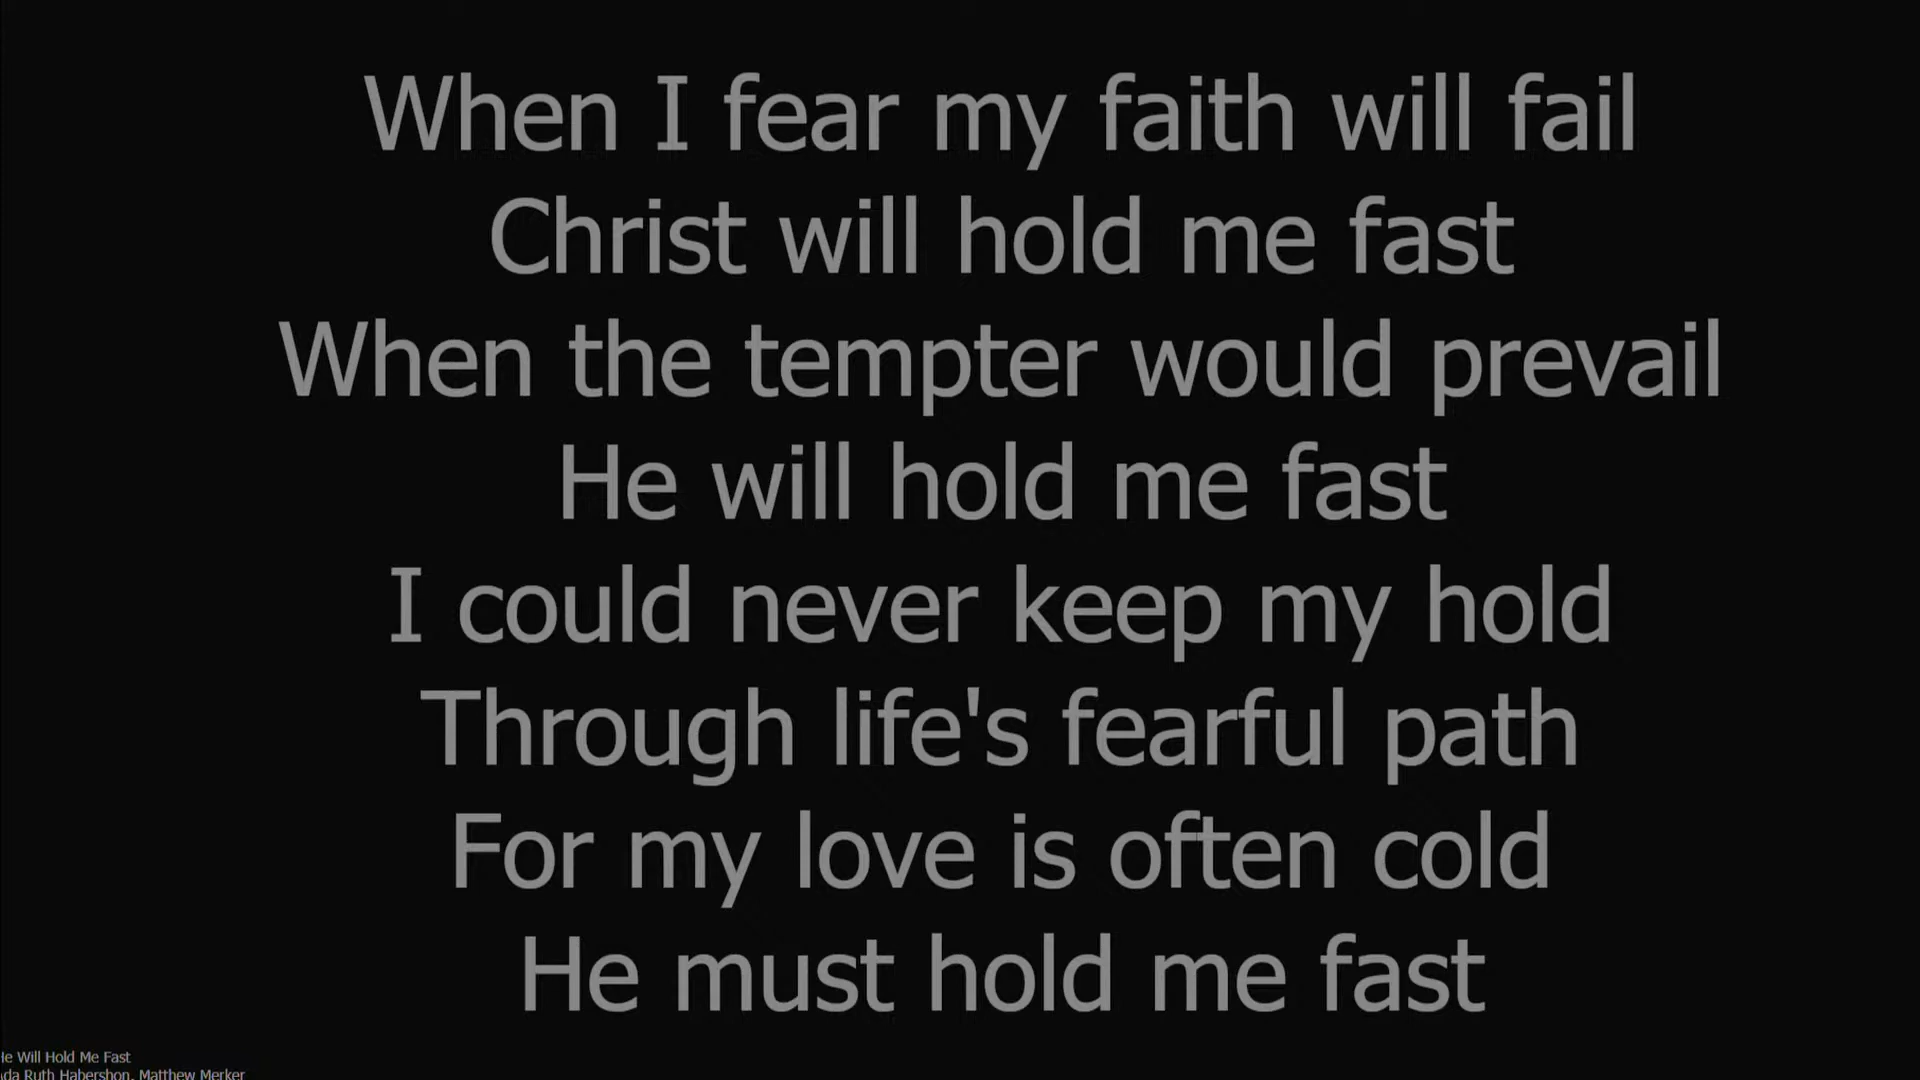 When I fear my faith will fail
Christ will hold me fast
When the tempter would prevail
He will hold me fast
I could never keep my hold
Through life's fearful path
For my love is often cold
He must hold me fast
He Will Hold Me Fast
Ada Ruth Habershon, Matthew Merker